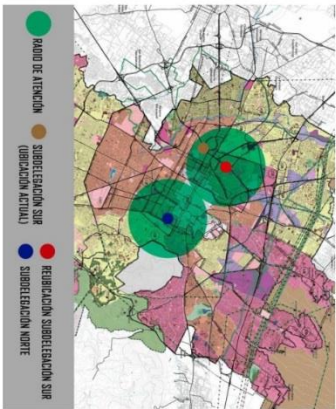 RADIO DE ATENCIÓN
SUBDELEGACIÓN SUR
(UBICACIÓN ACTUAL)
REUBICACIÓN SUBDELEGACIÓN SUR
SUBDELEGACIÓN NORTE